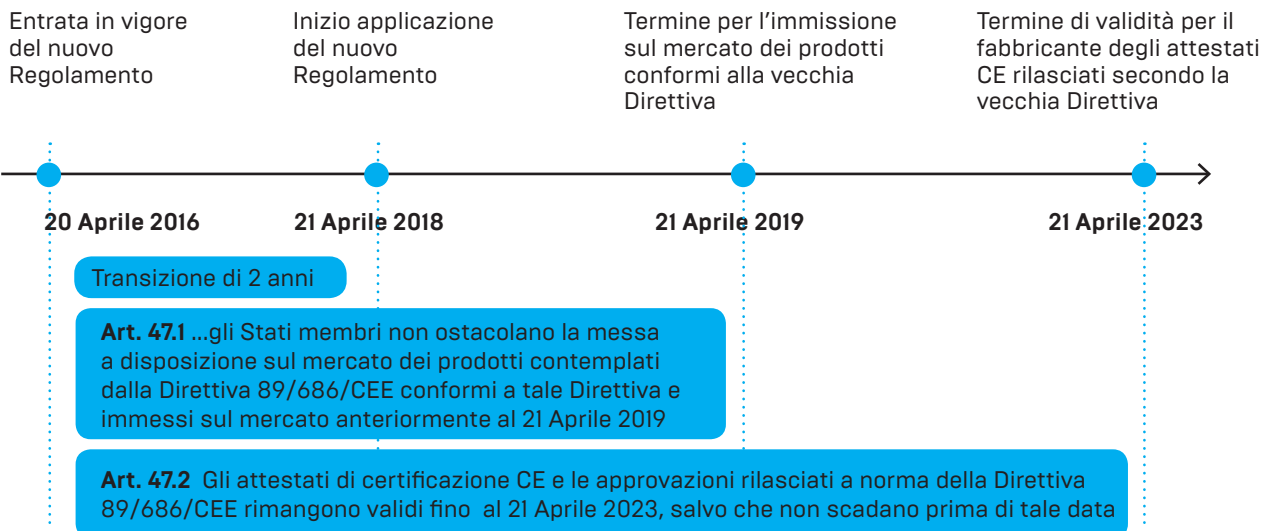 Entrata in vigore
del nuovo
Regolamento
Inizio applicazione
del nuovo
Regolamento
Termine per l'immissione
sul mercato dei prodotti
conformi alla vecchia
Direttiva
Termine di validità per il
fabbricante degli attestati
CE rilasciati secondo la
vecchia Direttiva
20 Aprile 2016
21 Aprile 2018
21 Aprile 2019
21 Aprile 2023
Transizione di 2 anni
Art. 47.1 ...gli Stati membri non ostacolano la messa
a disposizione sul mercato dei prodotti contemplati
dalla Direttiva 89/686/CEE conformi a tale Direttiva e
immessi sul mercato anteriormente al 21 Aprile 2019
Art. 47.2 Gli attestati di certificazione CE e le approvazioni rilasciati a norma della Direttiva
89/686/CEE rimangono validi fino al 21 Aprile 2023, salvo che non scadano prima di tale data